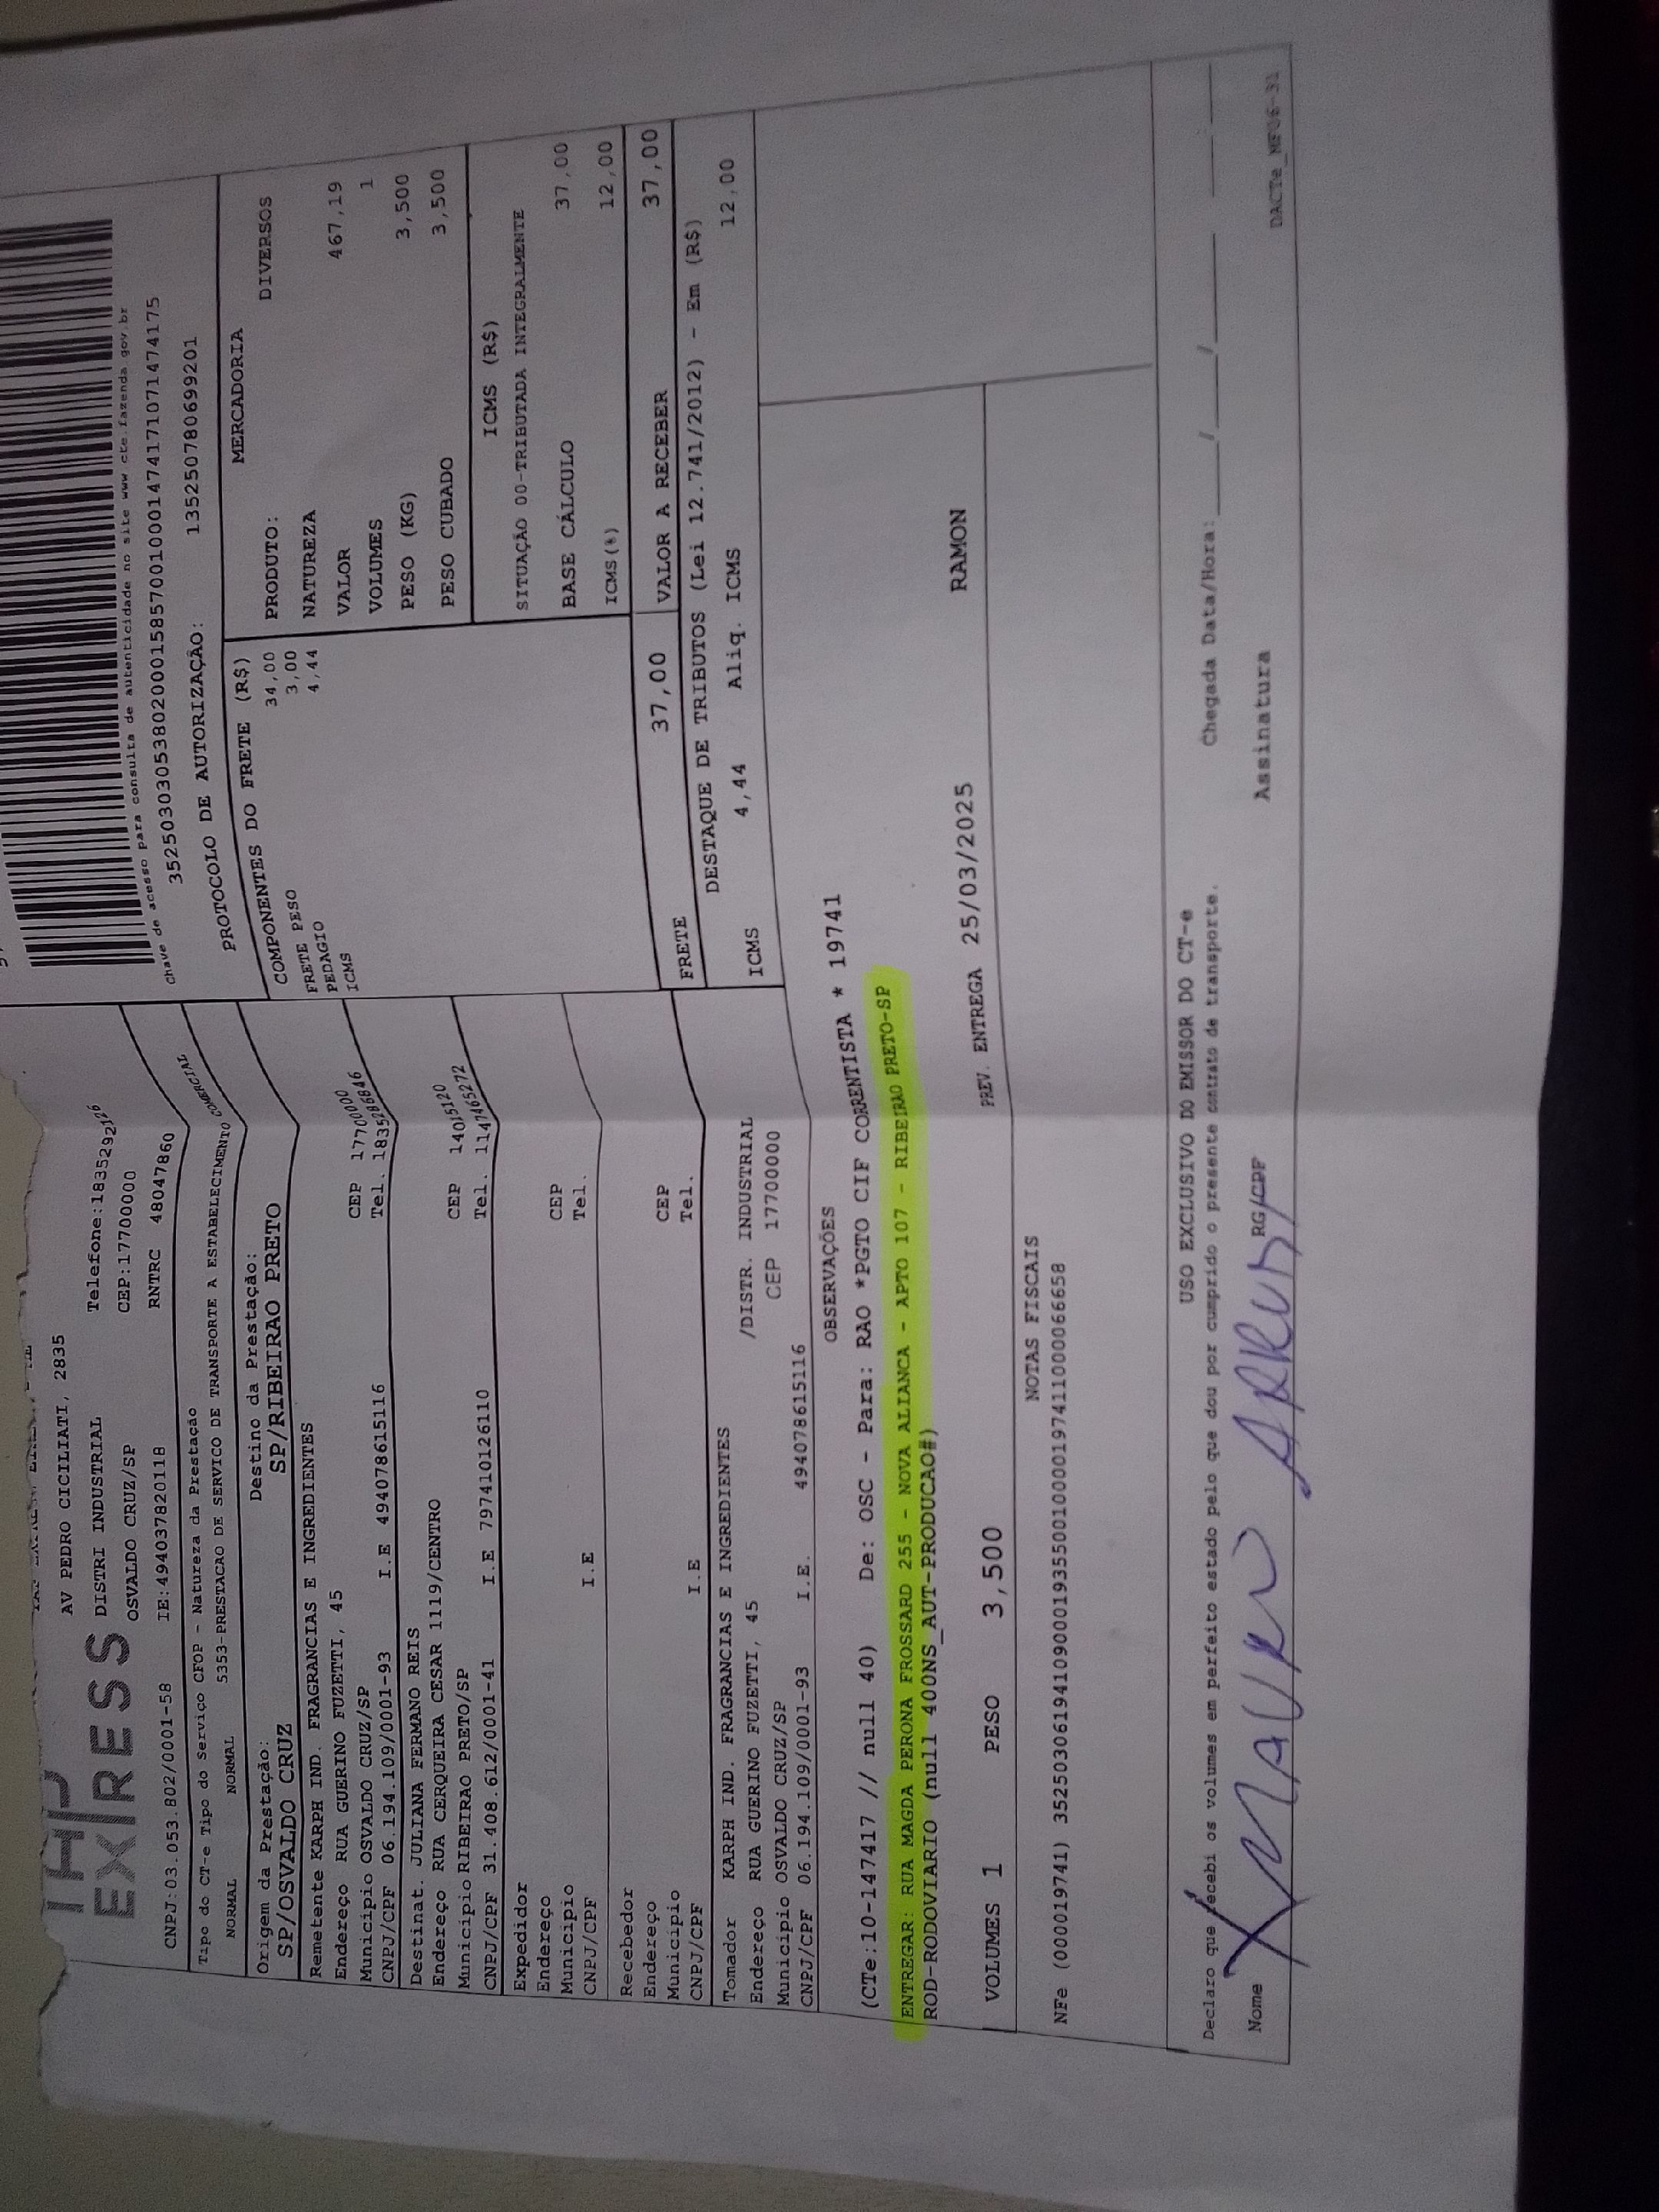 EXPRESS
AV PEDRO CICILIATI, 2835
DISTRI INDUSTRIAL Telefone:1835292126
OSVALDO CRUZ/SP CEP:17700000
CNPJ:03.053.802/0001-58 IE:494037820118 RNTRC 48047860
Tipo do CT-e Tipo do Serviço CFOP - Natureza da Prestação
NORMAL NORMAL 5353-PRESTACAO DE SERVICO DE TRANSPORTE A ESTABELECIMENTO COMERCIAL
Origem da Prestação: Destino da Prestação:
SP/OSVALDO CRUZ SP/RIBEIRAO PRETO
Remetente KARPH IND. FRAGRANCIAS E INGREDIENTES
Endereço RUA GUERINO FUZETTI, 45
Município OSVALDO CRUZ/SP CEP 17700000
CNPJ/CPF 06.194.109/0001-93 I.E 494078615116 Tel. 1835286846
Destinat. JULIANA FERMANO REIS
Endereço RUA CERQUEIRA CESAR 1119/CENTRO
Município RIBEIRAO PRETO/SP CEP 14015120
CNPJ/CPF 31.408.612/0001-41 I.E 797410126110 Tel. 1147465272
Expedidor
Endereço
Município CEP
CNPJ/CPF I.E Tel.
Recebedor
Endereço
Município CEP
CNPJ/CPF I.E Tel.
Tomador KARPH IND. FRAGRANCIAS E INGREDIENTES
Endereço RUA GUERINO FUZETTI, 45 /DISTR. INDUSTRIAL
Município OSVALDO CRUZ/SP CEP 17700000
CNPJ/CPF 06.194.109/0001-93 I.E. 494078615116
Chave de acesso para consulta de autenticidade no site www cte.fazenda gov.br
35250303053802000158570010001474171071474175
PROTOCOLO DE AUTORIZAÇÃO: 135250780699201
COMPONENTES DO FRETE (R$)
FRETE PESO 34,00
PEDAGIO 3,00
ICMS 4,44
MERCADORIA
PRODUTO: DIVERSOS
NATUREZA
VALOR 467,19
VOLUMES 1
PESO (KG) 3,500
PESO CUBADO 3,500
ICMS (R$)
SITUAÇÃO 00-TRIBUTADA INTEGRALMENTE
BASE CÁLCULO 37,00
ICMS(%) 12,00
FRETE 37,00 VALOR A RECEBER 37,00
DESTAQUE DE TRIBUTOS (Lei 12.741/2012) - Em (R$)
ICMS 4,44 Aliq. ICMS 12,00
OBSERVAÇÕES
(CTe:10-147417 // null 40) De: OSC - Para: RAO *PGTO CIF CORRENTISTA * 19741
ENTREGAR: RUA MAGDA PERONA FROSSARD 255 - NOVA ALIANCA - APTO 107 - RIBEIRAO PRETO-SP
ROD-RODOVIARIO (null 400NS_AUT-PRODUCAO#)
VOLUMES 1 PESO 3,500 PREV. ENTREGA 25/03/2025 RAMON
NOTAS FISCAIS
NFe (000019741) 35250306194109000193550010000197411000066658
USO EXCLUSIVO DO EMISSOR DO CT-e
Declaro que recebi os volumes em perfeito estado pelo que dou por cumprido o presente contrato de transporte. Chegada Data/Hora: ____/____/____ ____:____
Nome RG/CPF Assinatura
DACTe_NF06-31